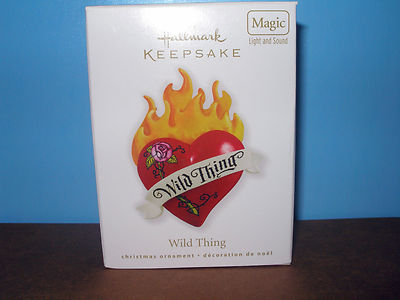 Hallmark
KEEPSAKE
Magic
Light and Sound
Wild Thing
Wild Thing
christmas ornament • décoration de noël